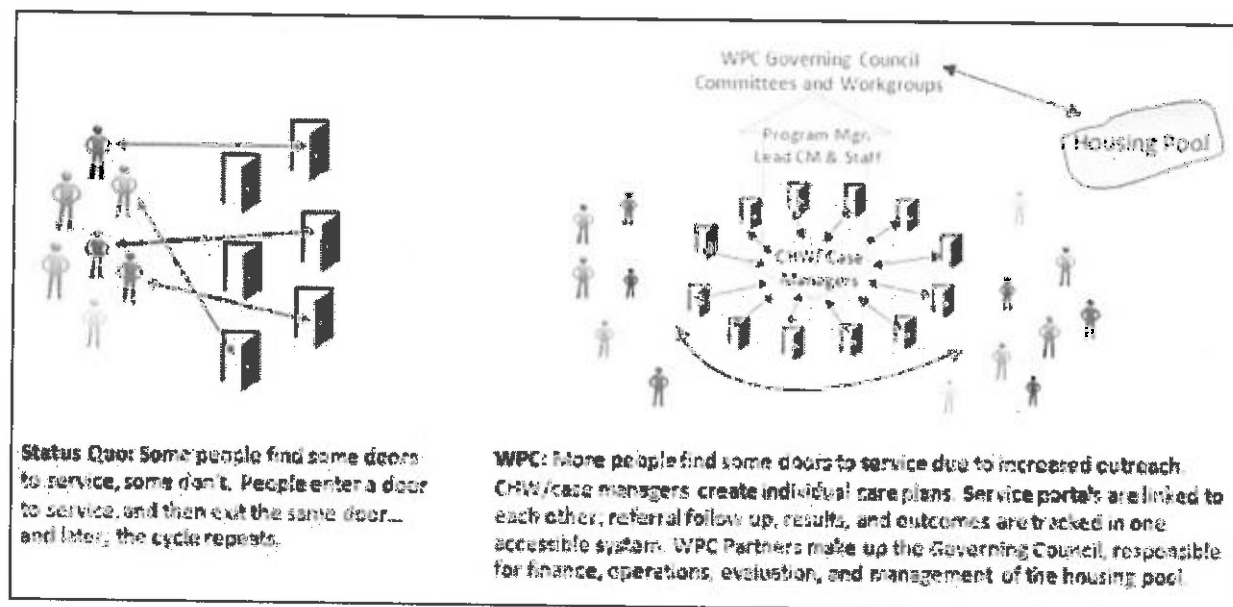 WPC Governing Council
Committees and Workgroups
Program Mgr.
Lead CM & Staff
Housing Pool
CHW/Case
Managers
Status Quo: Some people find some doors
to service, some don't. People enter a door
to service, and then exit the same door...
and later, the cycle repeats.
WPC: More people find some doors to service due to increased outreach.
CHW/case managers create individual care plans. Service portals are linked to
each other; referral follow up, results, and outcomes are tracked in one
accessible system. WPC Partners make up the Governing Council, responsible
for finance, operations, evaluation, and management of the housing pool.